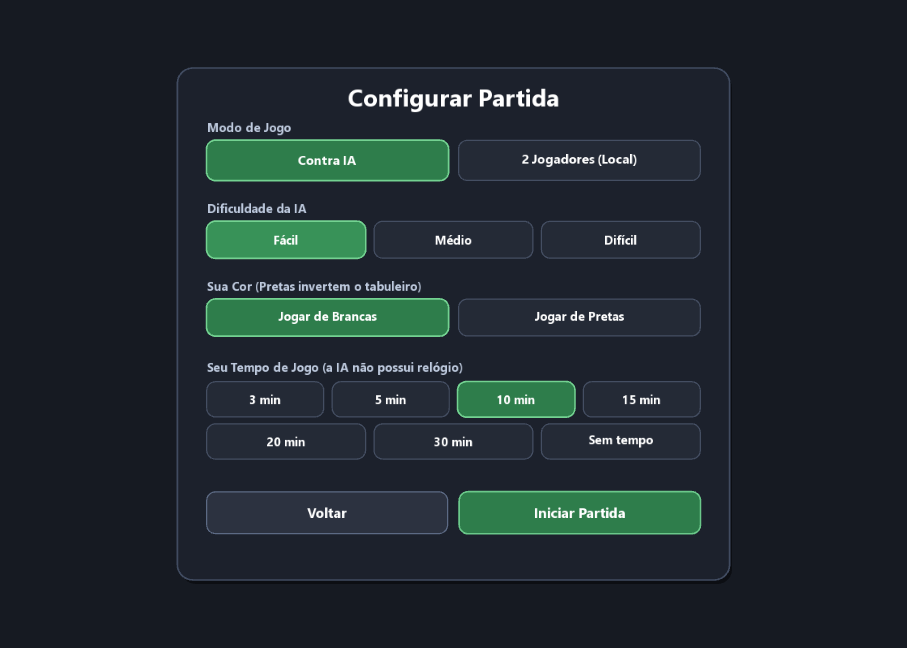 Configurar Partida
Modo de Jogo
Contra IA
2 Jogadores (Local)
Dificuldade da IA
Fácil
Médio
Difícil
Sua Cor (Pretas invertem o tabuleiro)
Jogar de Brancas
Jogar de Pretas
Seu Tempo de Jogo (a IA não possui relógio)
3 min
5 min
10 min
15 min
20 min
30 min
Sem tempo
Voltar
Iniciar Partida